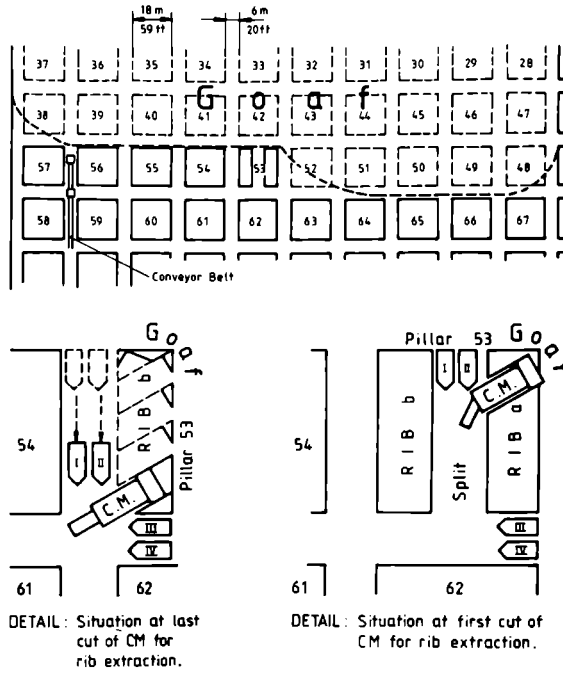 18 m
59 ft
6 m
20 ft
37 36 35 34 33 32 31 30 29 28
G o a f
38 39 40 41 42 43 44 45 46 47
57 56 55 54 53 52 51 50 49 48
58 59 60 61 62 63 64 65 66 67
Conveyor Belt
G o a f
54
RIB b
Pillar 53
I II
C.M.
III
IV
61 62
DETAIL : Situation at last
cut of CM for
rib extraction.
Pillar 53 G o a f
54
RIB b
I II
C.M.
RIB a
Split
III
IV
61 62
DETAIL : Situation at first cut of
CM for rib extraction.